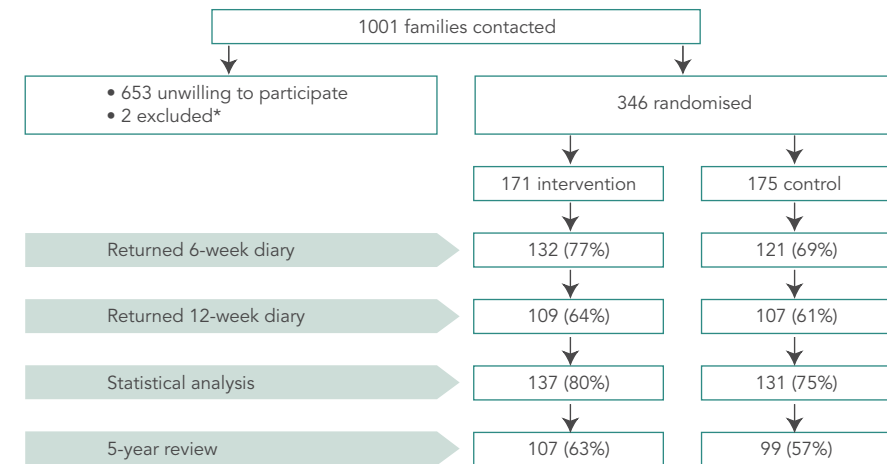 1001 families contacted
• 653 unwilling to participate
• 2 excluded*
346 randomised
171 intervention
175 control
Returned 6-week diary
132 (77%)
121 (69%)
Returned 12-week diary
109 (64%)
107 (61%)
Statistical analysis
137 (80%)
131 (75%)
5-year review
107 (63%)
99 (57%)